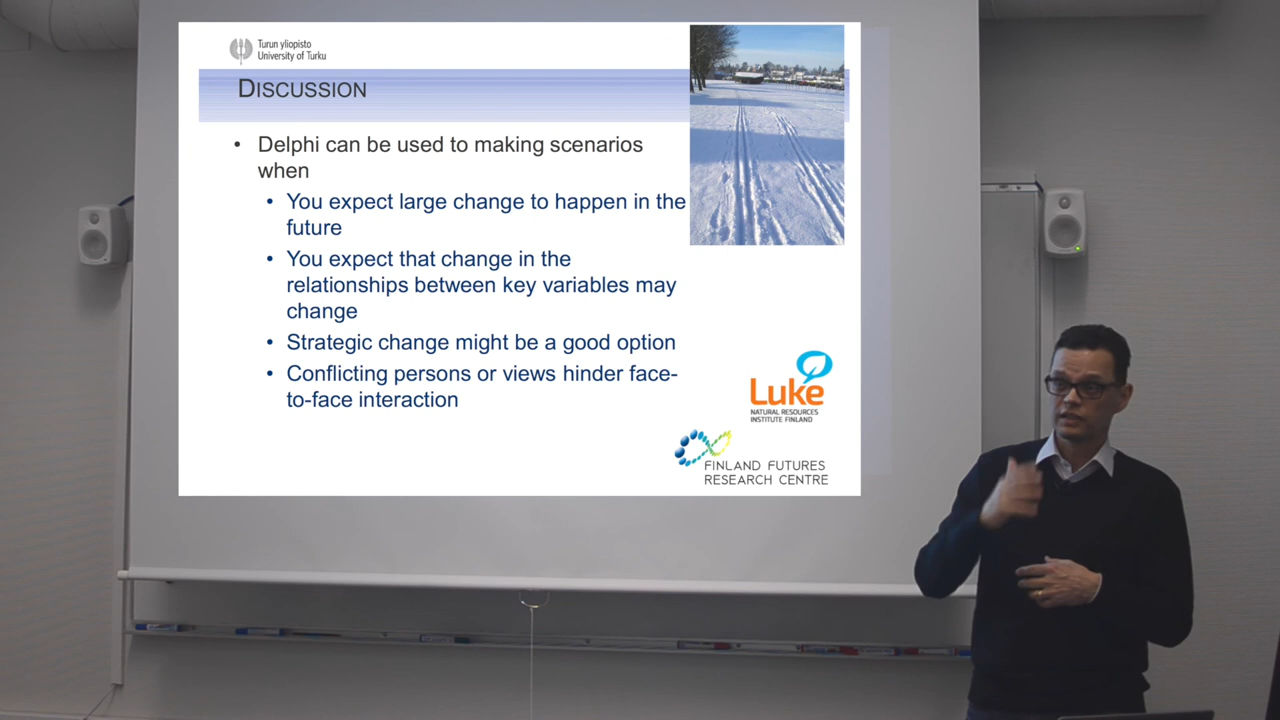 Turun yliopisto
University of Turku
DISCUSSION
• Delphi can be used to making scenarios
when
• You expect large change to happen in the
future
• You expect that change in the
relationships between key variables may
change
• Strategic change might be a good option
• Conflicting persons or views hinder face-
to-face interaction
Luke
NATURAL RESOURCES
INSTITUTE FINLAND
FINLAND FUTURES
RESEARCH CENTRE